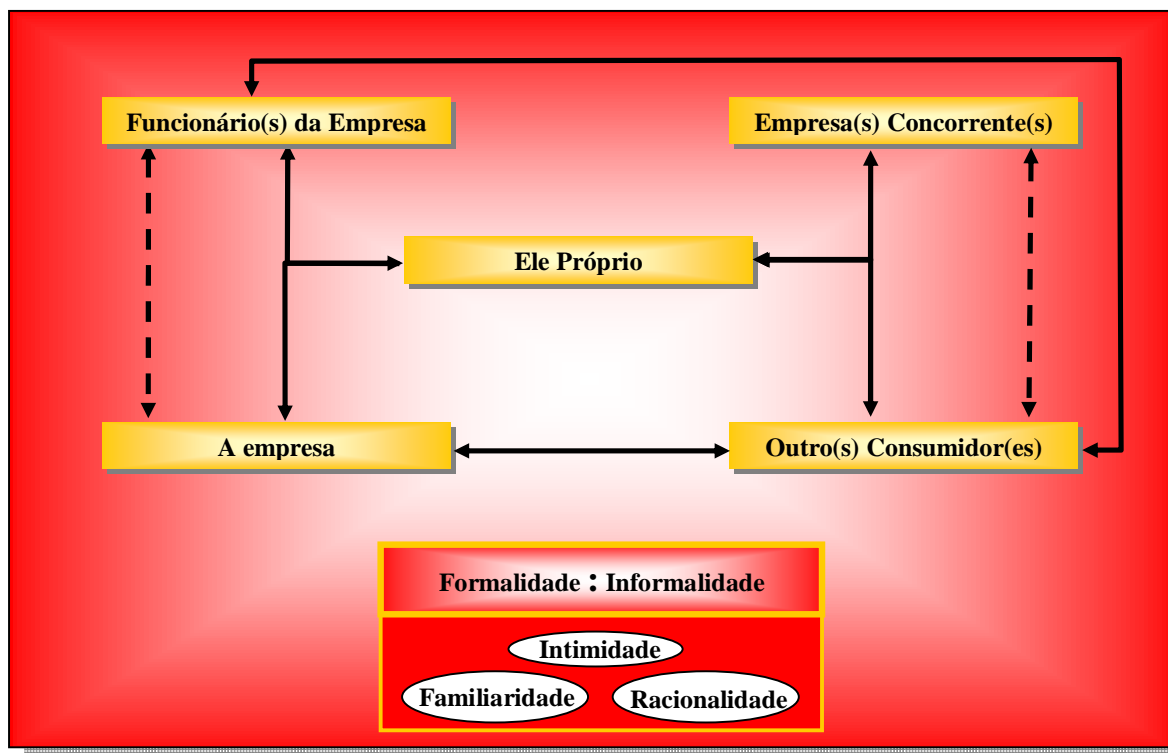 Funcionário(s) da Empresa
Empresa(s) Concorrente(s)
Ele Próprio
A empresa
Outro(s) Consumidor(es)
Formalidade : Informalidade
Intimidade
Familiaridade
Racionalidade